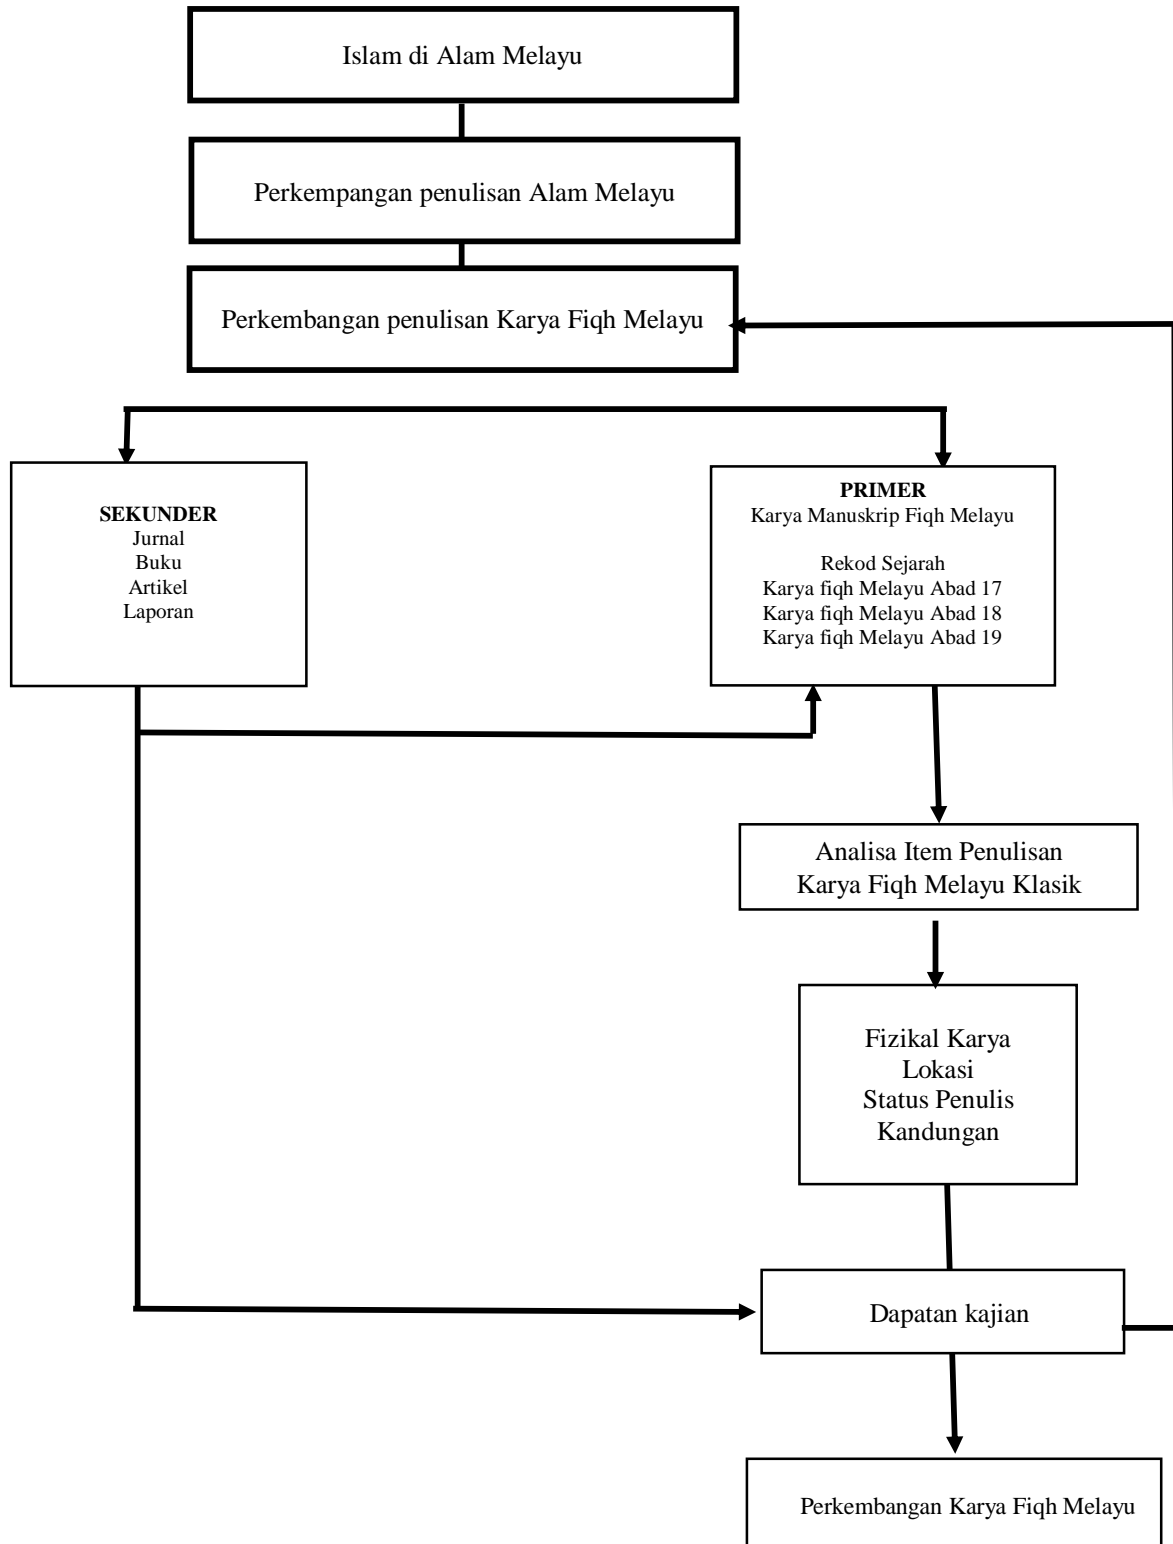 Islam di Alam Melayu
Perkempangan penulisan Alam Melayu
Perkembangan penulisan Karya Fiqh Melayu
SEKUNDER
Jurnal
Buku
Artikel
Laporan
PRIMER
Karya Manuskrip Fiqh Melayu
Rekod Sejarah
Karya fiqh Melayu Abad 17
Karya fiqh Melayu Abad 18
Karya fiqh Melayu Abad 19
Analisa Item Penulisan
Karya Fiqh Melayu Klasik
Fizikal Karya
Lokasi
Status Penulis
Kandungan
Dapatan kajian
Perkembangan Karya Fiqh Melayu